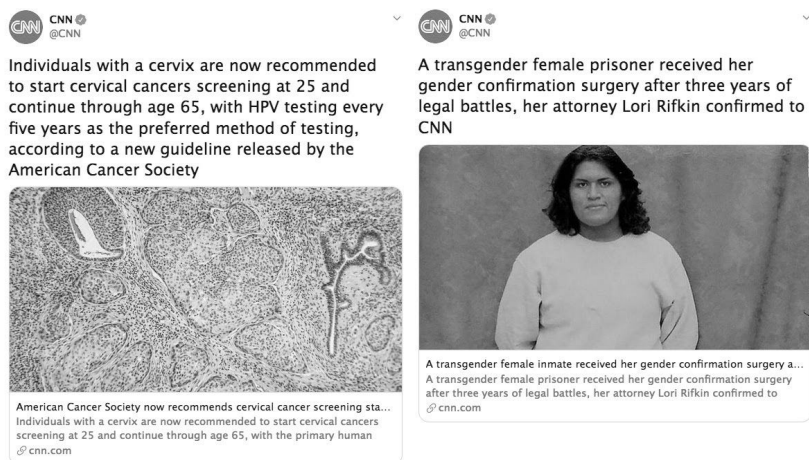 CNN
CNN
@CNN
Individuals with a cervix are now recommended
to start cervical cancers screening at 25 and
continue through age 65, with HPV testing every
five years as the preferred method of testing,
according to a new guideline released by the
American Cancer Society
American Cancer Society now recommends cervical cancer screening sta...
Individuals with a cervix are now recommended to start cervical cancers
screening at 25 and continue through age 65, with the primary human
cnn.com
CNN
CNN
@CNN
A transgender female prisoner received her
gender confirmation surgery after three years of
legal battles, her attorney Lori Rifkin confirmed to
CNN
A transgender female inmate received her gender confirmation surgery a...
A transgender female prisoner received her gender confirmation surgery
after three years of legal battles, her attorney Lori Rifkin confirmed to
cnn.com